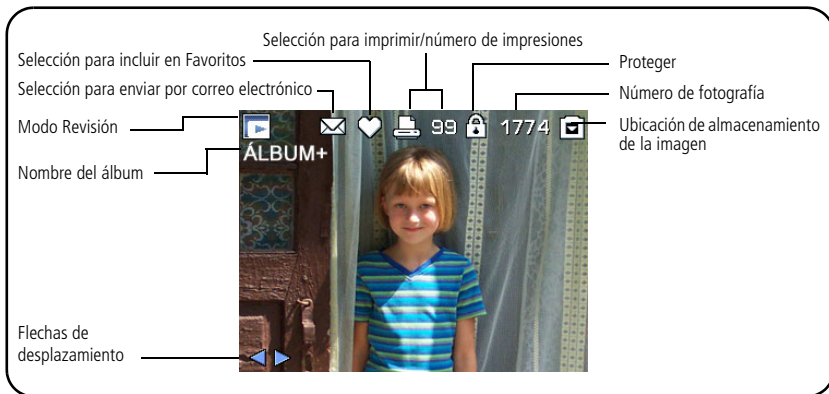 Selección para imprimir/número de impresiones
Selección para incluir en Favoritos
Proteger
Selección para enviar por correo electrónico
Número de fotografía
Modo Revisión
Ubicación de almacenamiento
de la imagen
99
1774
ÁLBUM+
Nombre del álbum
Flechas de
desplazamiento